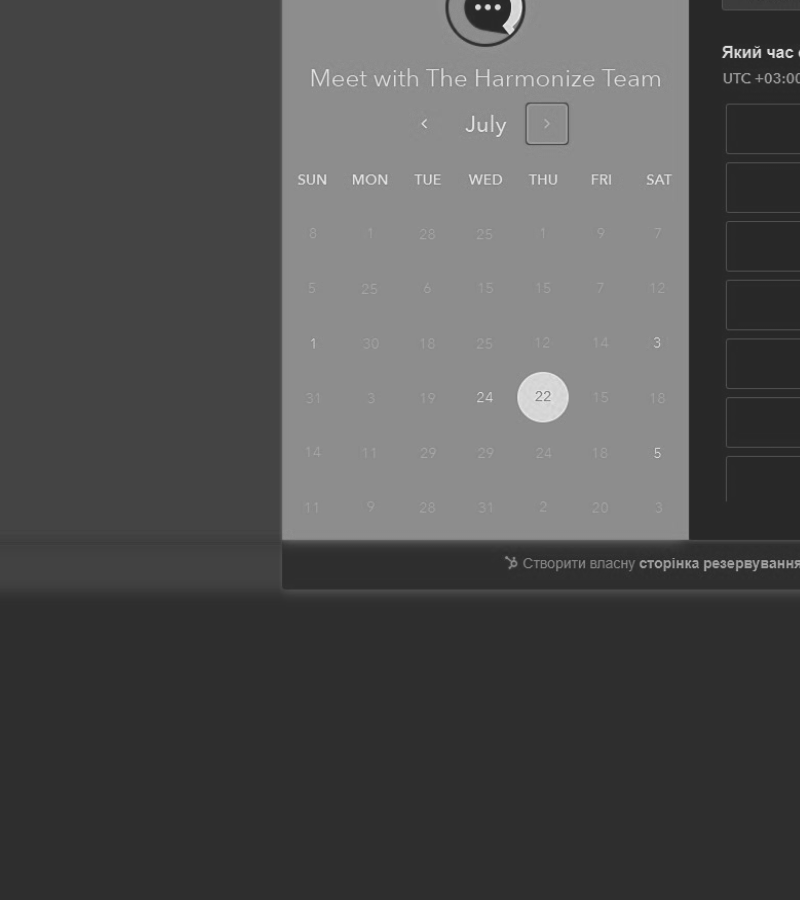 Meet with The Harmonize Team
Який час
UTC +03:00
July
SUN MON TUE WED THU FRI SAT
8 1 26 25 1 9 7
5 25 6 15 15 7 12
1 30 18 25 12 14 3
31 3 19 24 22 15 18
14 11 29 29 24 18 5
11 9 28 31 2 20 3
Створити власну сторінка резервування